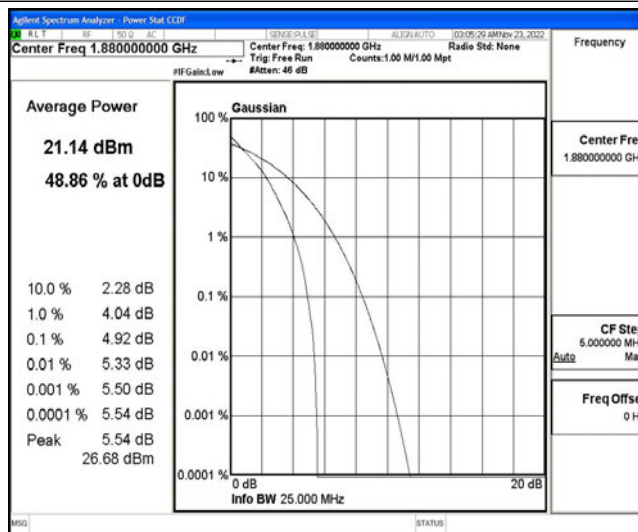 Agilent Spectrum Analyzer - Power Stat CCDF
RLT RF 50 Ω AC SENSE:PULSE ALIGN AUTO 03:05:29 AM Nov 23, 2022
Center Freq 1.880000000 GHz
Center Freq: 1.880000000 GHz Radio Std: None
Trig: Free Run Counts:1.00 M/1.00 Mpt
#IFGain:Low #Atten: 46 dB
Frequency
Average Power
21.14 dBm
48.86 % at 0dB
10.0 % 2.28 dB
1.0 % 4.04 dB
0.1 % 4.92 dB
0.01 % 5.33 dB
0.001 % 5.50 dB
0.0001 % 5.54 dB
Peak 5.54 dB
26.68 dBm
Gaussian
100 %
10 %
1 %
0.1 %
0.01 %
0.001 %
0.0001 %
0 dB 20 dB
Info BW 25.000 MHz
Center Fre
1.880000000 GH
CF Ste
5.000000 MH
Auto Ma
Freq Offse
0 H
MSG STATUS